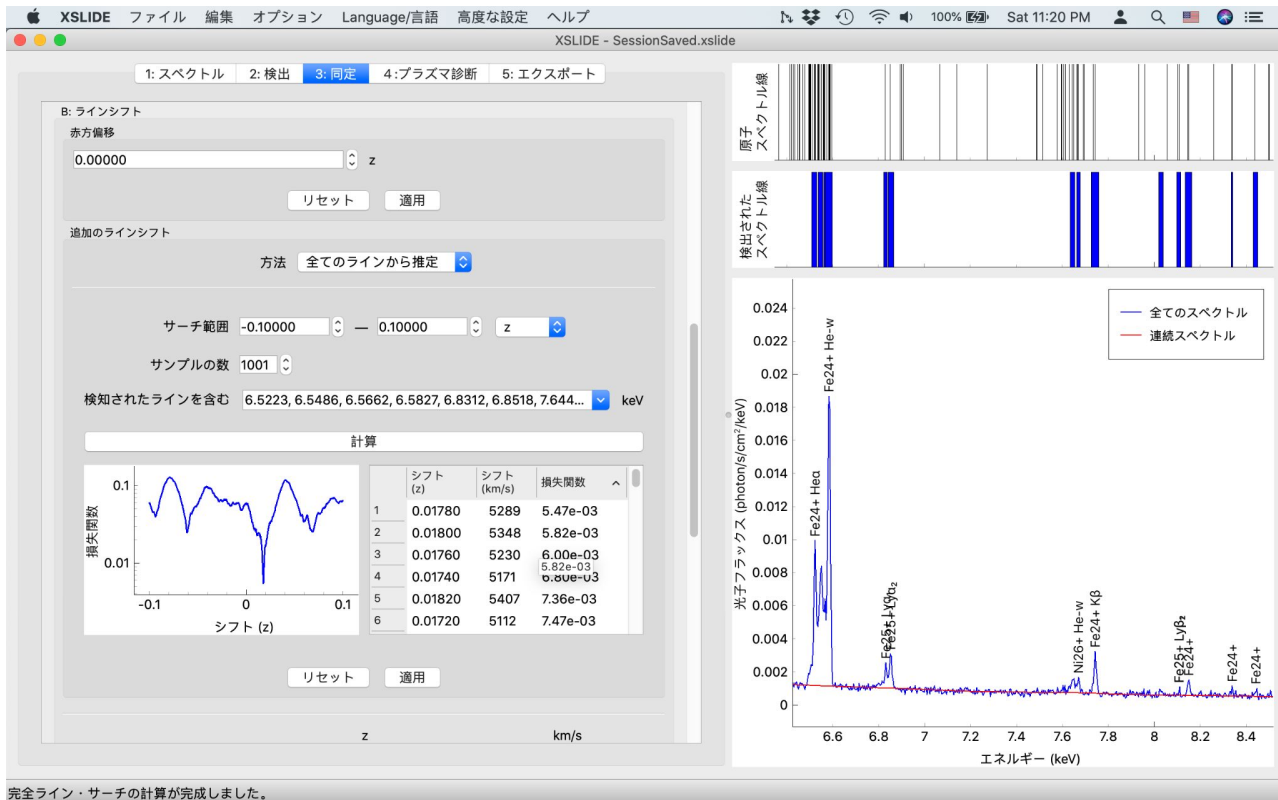 XSLIDE ファイル 編集 オプション Language/言語 高度な設定 ヘルプ 100% Sat 11:20 PM
XSLIDE - SessionSaved.xslide
1: スペクトル 2: 検出 3: 同定 4:プラズマ診断 5: エクスポート
B: ラインシフト
赤方偏移
0.00000 z
リセット 適用
追加のラインシフト
方法 全てのラインから推定
サーチ範囲 -0.10000 — 0.10000 z
サンプルの数 1001
検知されたラインを含む 6.5223, 6.5486, 6.5662, 6.5827, 6.8312, 6.8518, 7.644... keV
計算
損失関数
0.1
0.01
-0.1 0 0.1
シフト (z)
シフト (z) シフト (km/s) 損失関数
1 0.01780 5289 5.47e-03
2 0.01800 5348 5.82e-03
3 0.01760 5230 6.00e-03
5.82e-03
4 0.01740 5171 6.80e-03
5 0.01820 5407 7.36e-03
6 0.01720 5112 7.47e-03
リセット 適用
z km/s
原子
スペクトル線
検出された
スペクトル線
光子フラックス (photon/s/cm²/keV)
0.024
0.022
0.02
0.018
0.016
0.014
0.012
0.01
0.008
0.006
0.004
0.002
0
全てのスペクトル
連続スペクトル
Fe24+ Heα
Fe24+ He-w
Fe25+ Lyα₁
Fe25+ Lyα₂
Ni26+ He-w
Fe24+ Kβ
Fe25+ Lyβ₂
Fe24+
Fe24+
Fe24+
6.6 6.8 7 7.2 7.4 7.6 7.8 8 8.2 8.4
エネルギー (keV)
完全ライン・サーチの計算が完成しました。